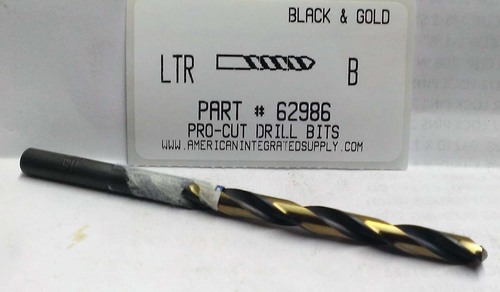 BLACK & GOLD
LTR B
PART # 62986
PRO-CUT DRILL BITS
WWW.AMERICANINTEGRATEDSUPPLY.COM